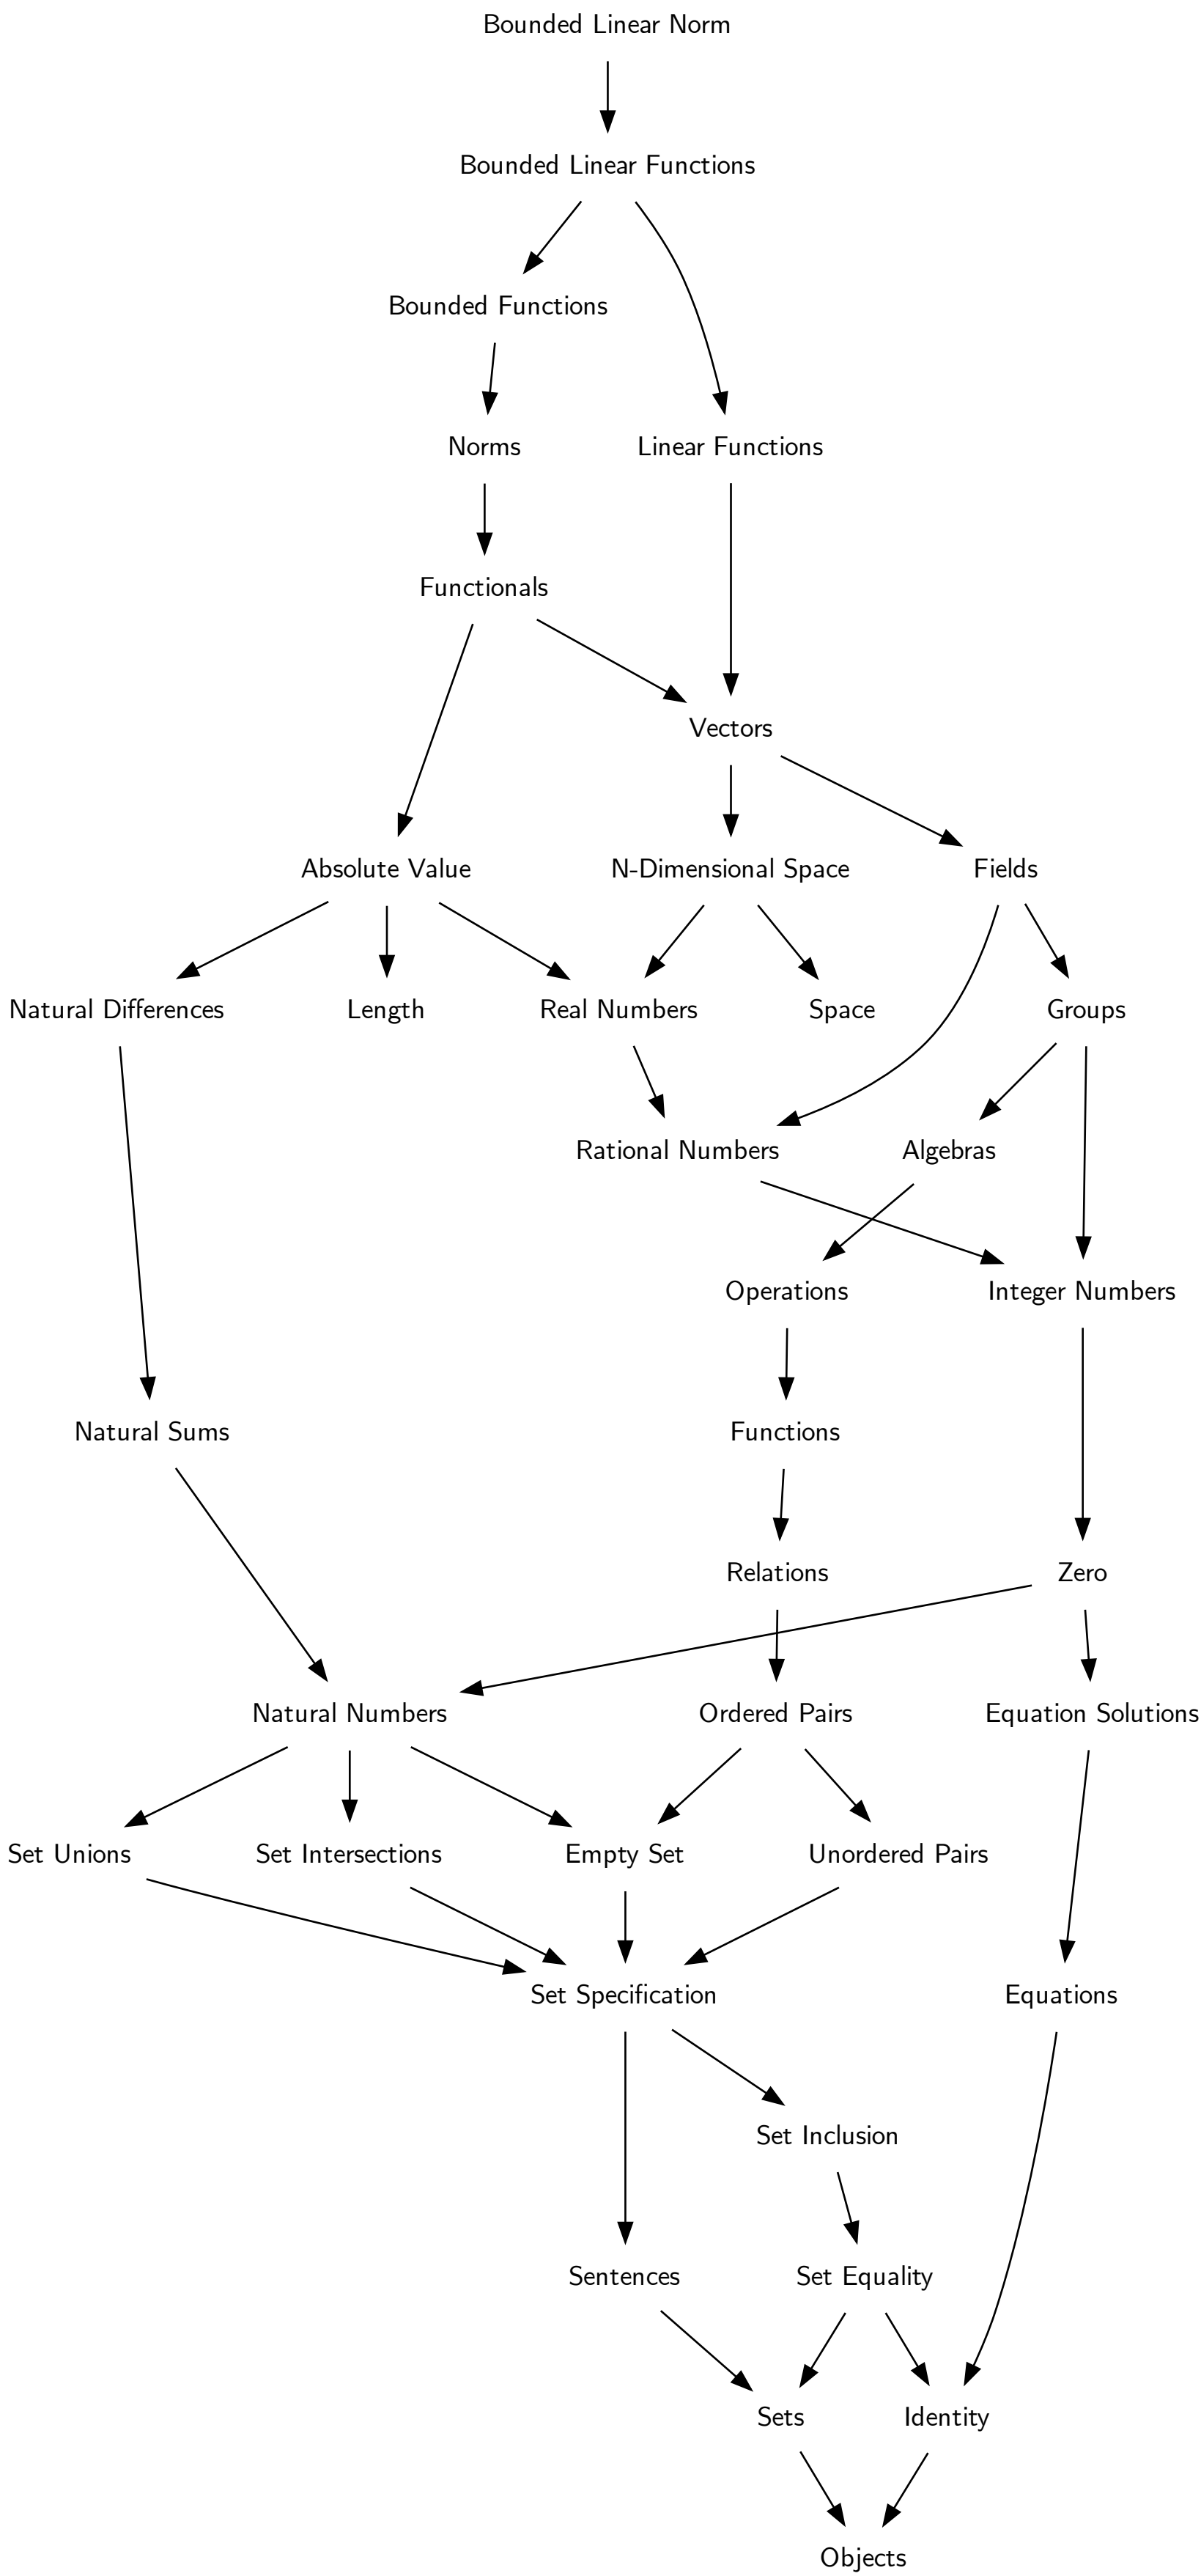 Bounded Linear Norm
Bounded Linear Functions
Bounded Functions
Norms
Linear Functions
Functionals
Vectors
Absolute Value
N-Dimensional Space
Fields
Natural Differences
Length
Real Numbers
Space
Groups
Rational Numbers
Algebras
Operations
Integer Numbers
Natural Sums
Functions
Relations
Zero
Natural Numbers
Ordered Pairs
Equation Solutions
Set Unions
Set Intersections
Empty Set
Unordered Pairs
Set Specification
Equations
Set Inclusion
Sentences
Set Equality
Sets
Identity
Objects